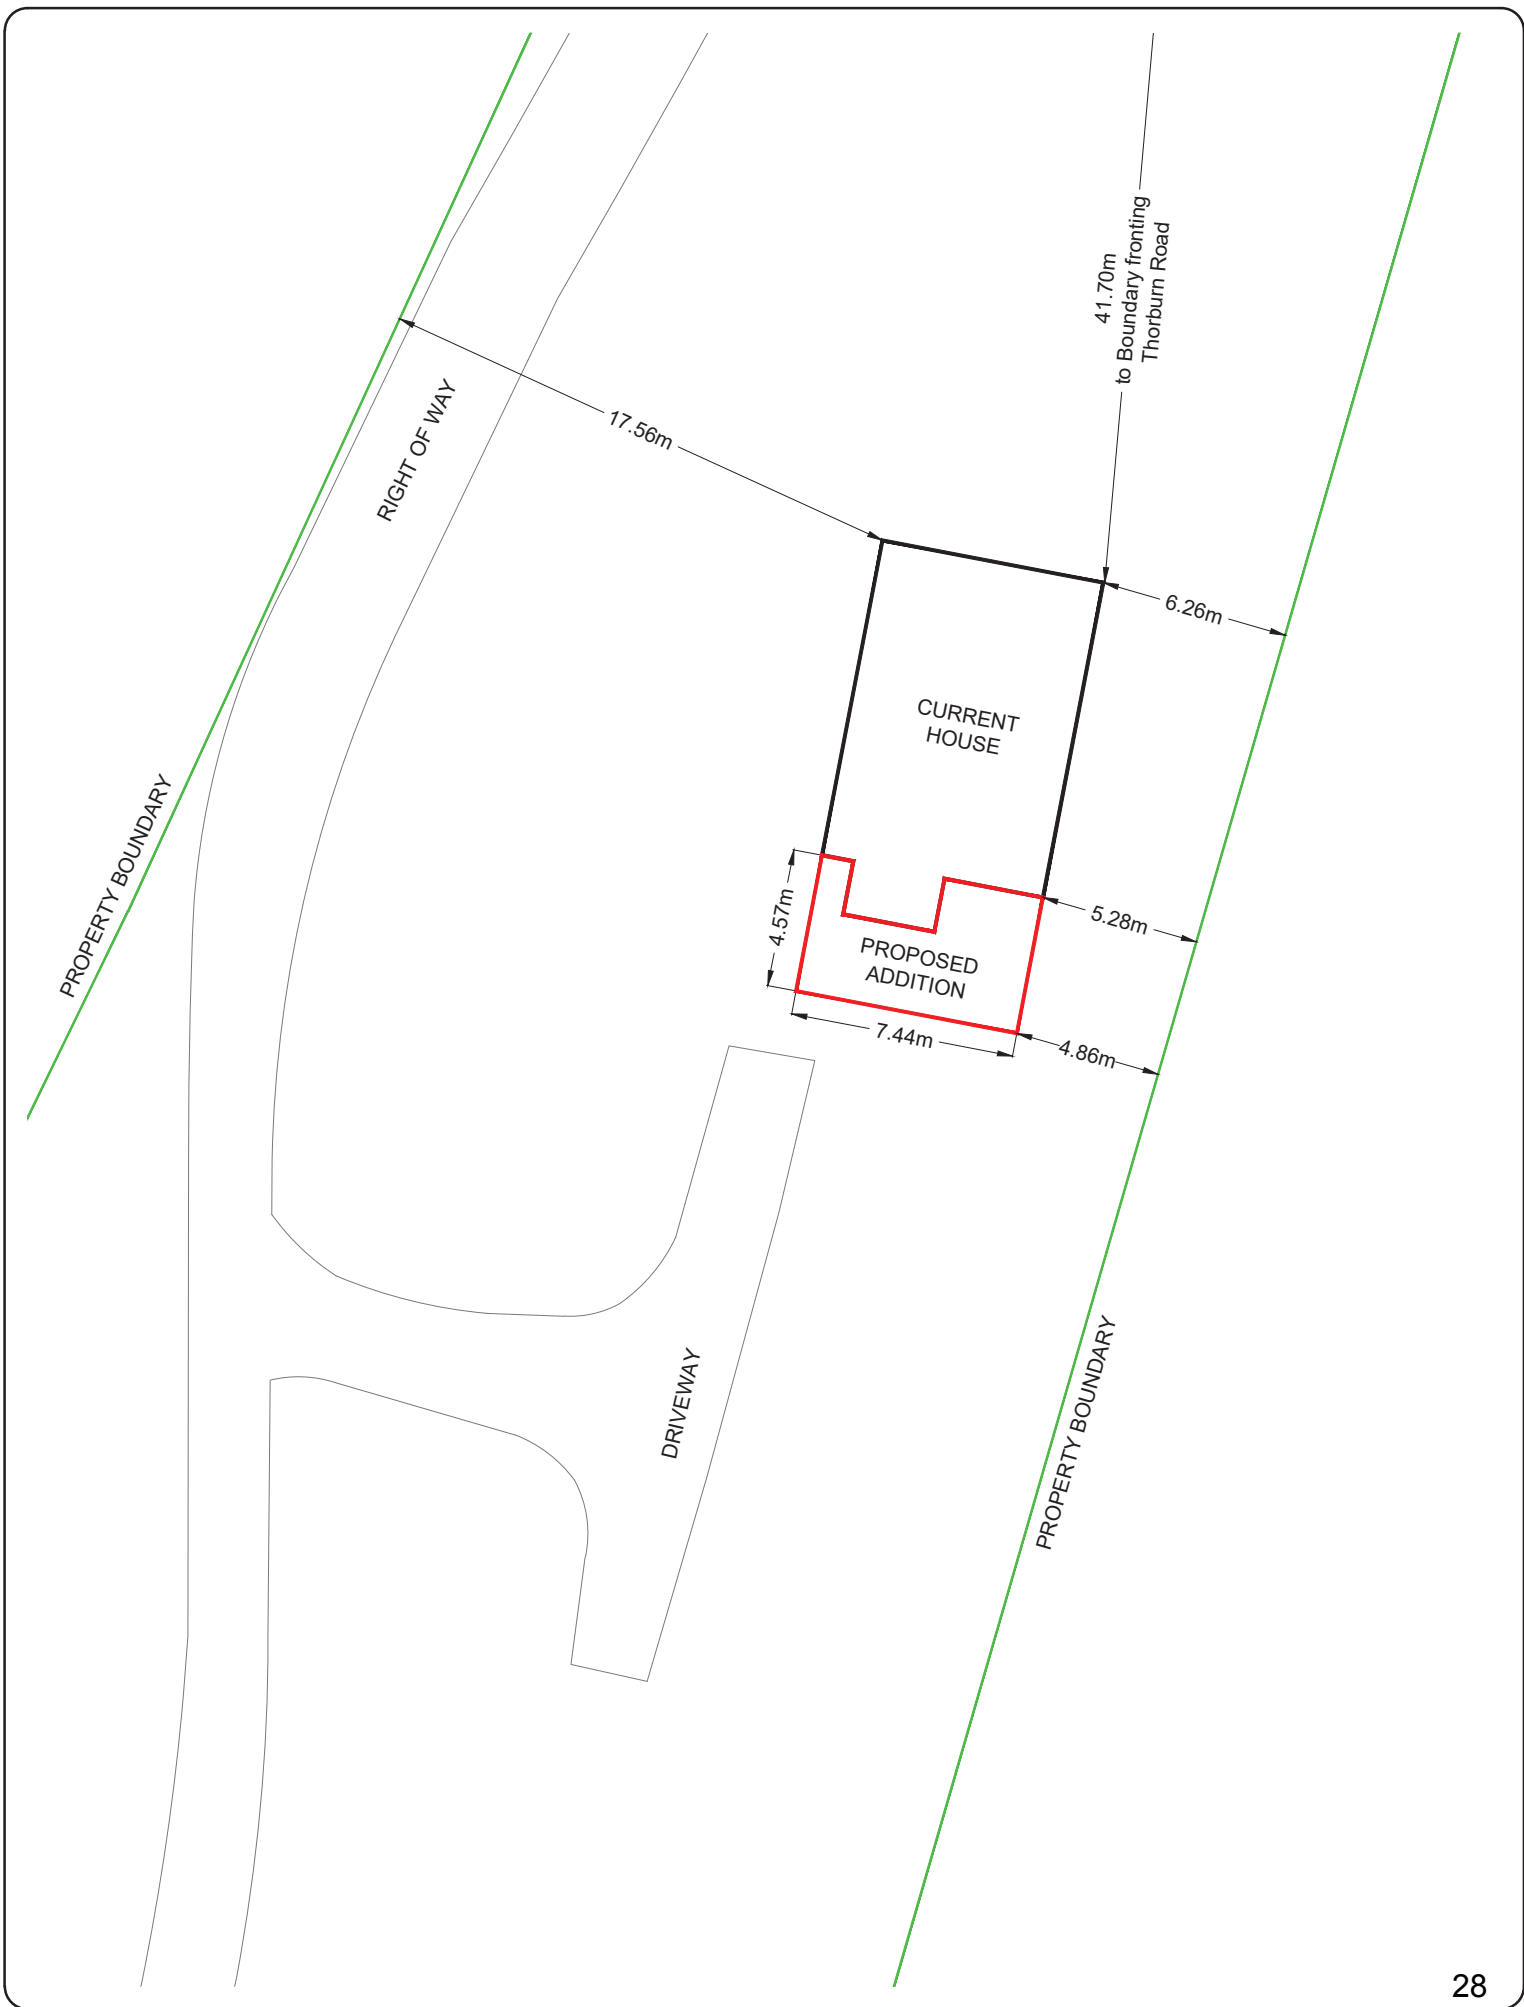 41.70m
to Boundary fronting
Thorburn Road
RIGHT OF WAY
17.56m
6.26m
CURRENT
HOUSE
PROPERTY BOUNDARY
4.57m
5.28m
PROPOSED
ADDITION
7.44m
4.86m
DRIVEWAY
PROPERTY BOUNDARY
28